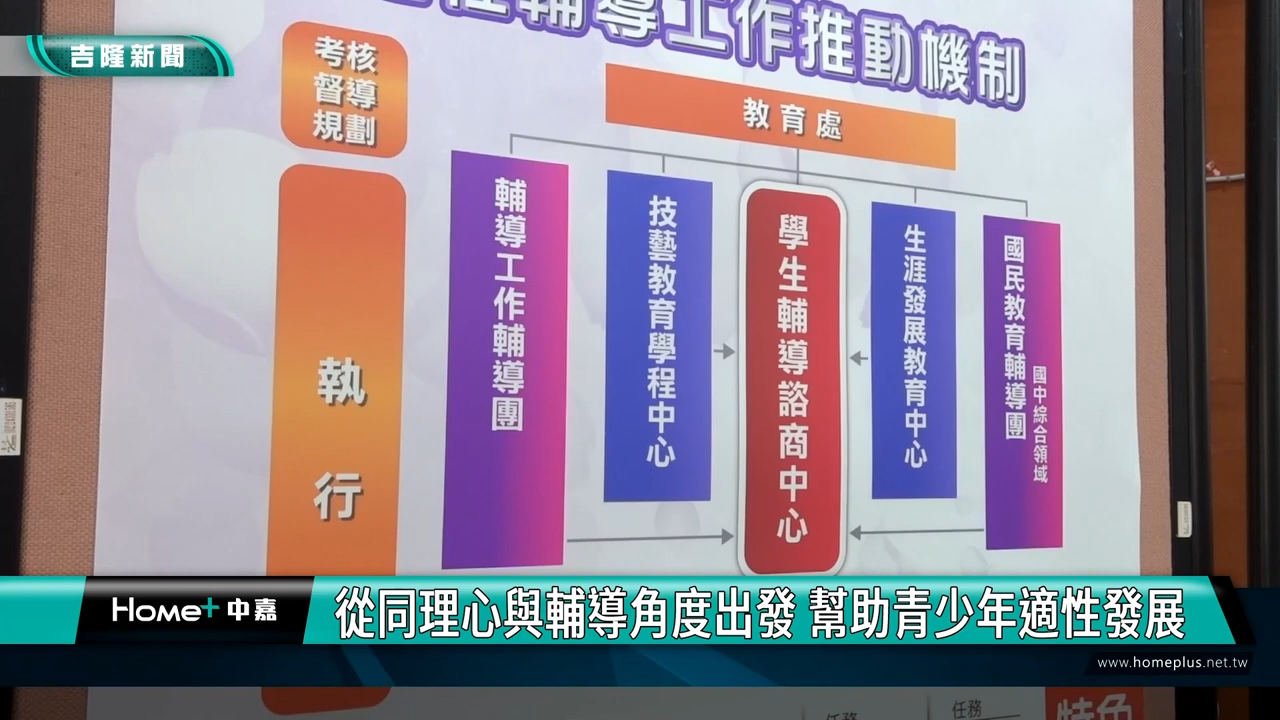 吉隆新聞
性輔導工作推動機制
考核
督導
規劃
教育處
執行
輔導工作輔導團
技藝教育學程中心
學生輔導諮商中心
生涯發展教育中心
國民教育輔導團
國中綜合領域
Home+中嘉
從同理心與輔導角度出發 幫助青少年適性發展
www.homeplus.net.tw
任務
任務
特色